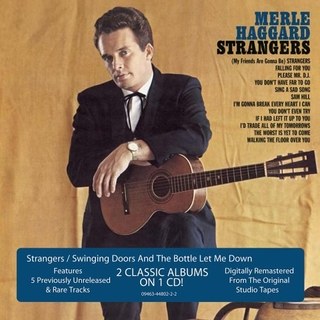 MERLE
HAGGARD
STRANGERS
(My Friends Are Gonna Be) STRANGERS
FALLING FOR YOU
PLEASE MR. D.J.
YOU DON'T HAVE FAR TO GO
SING A SAD SONG
SAM HILL
I'M GONNA BREAK EVERY HEART I CAN
YOU DON'T EVEN TRY
IF I HAD LEFT IT UP TO YOU
I'D TRADE ALL OF MY TOMORROWS
THE WORST IS YET TO COME
WALKING THE FLOOR OVER YOU
Strangers / Swinging Doors And The Bottle Let Me Down
Features
5 Previously Unreleased
& Rare Tracks
2 CLASSIC ALBUMS
ON 1 CD!
09463-44802-2-2
Digitally Remastered
From The Original
Studio Tapes